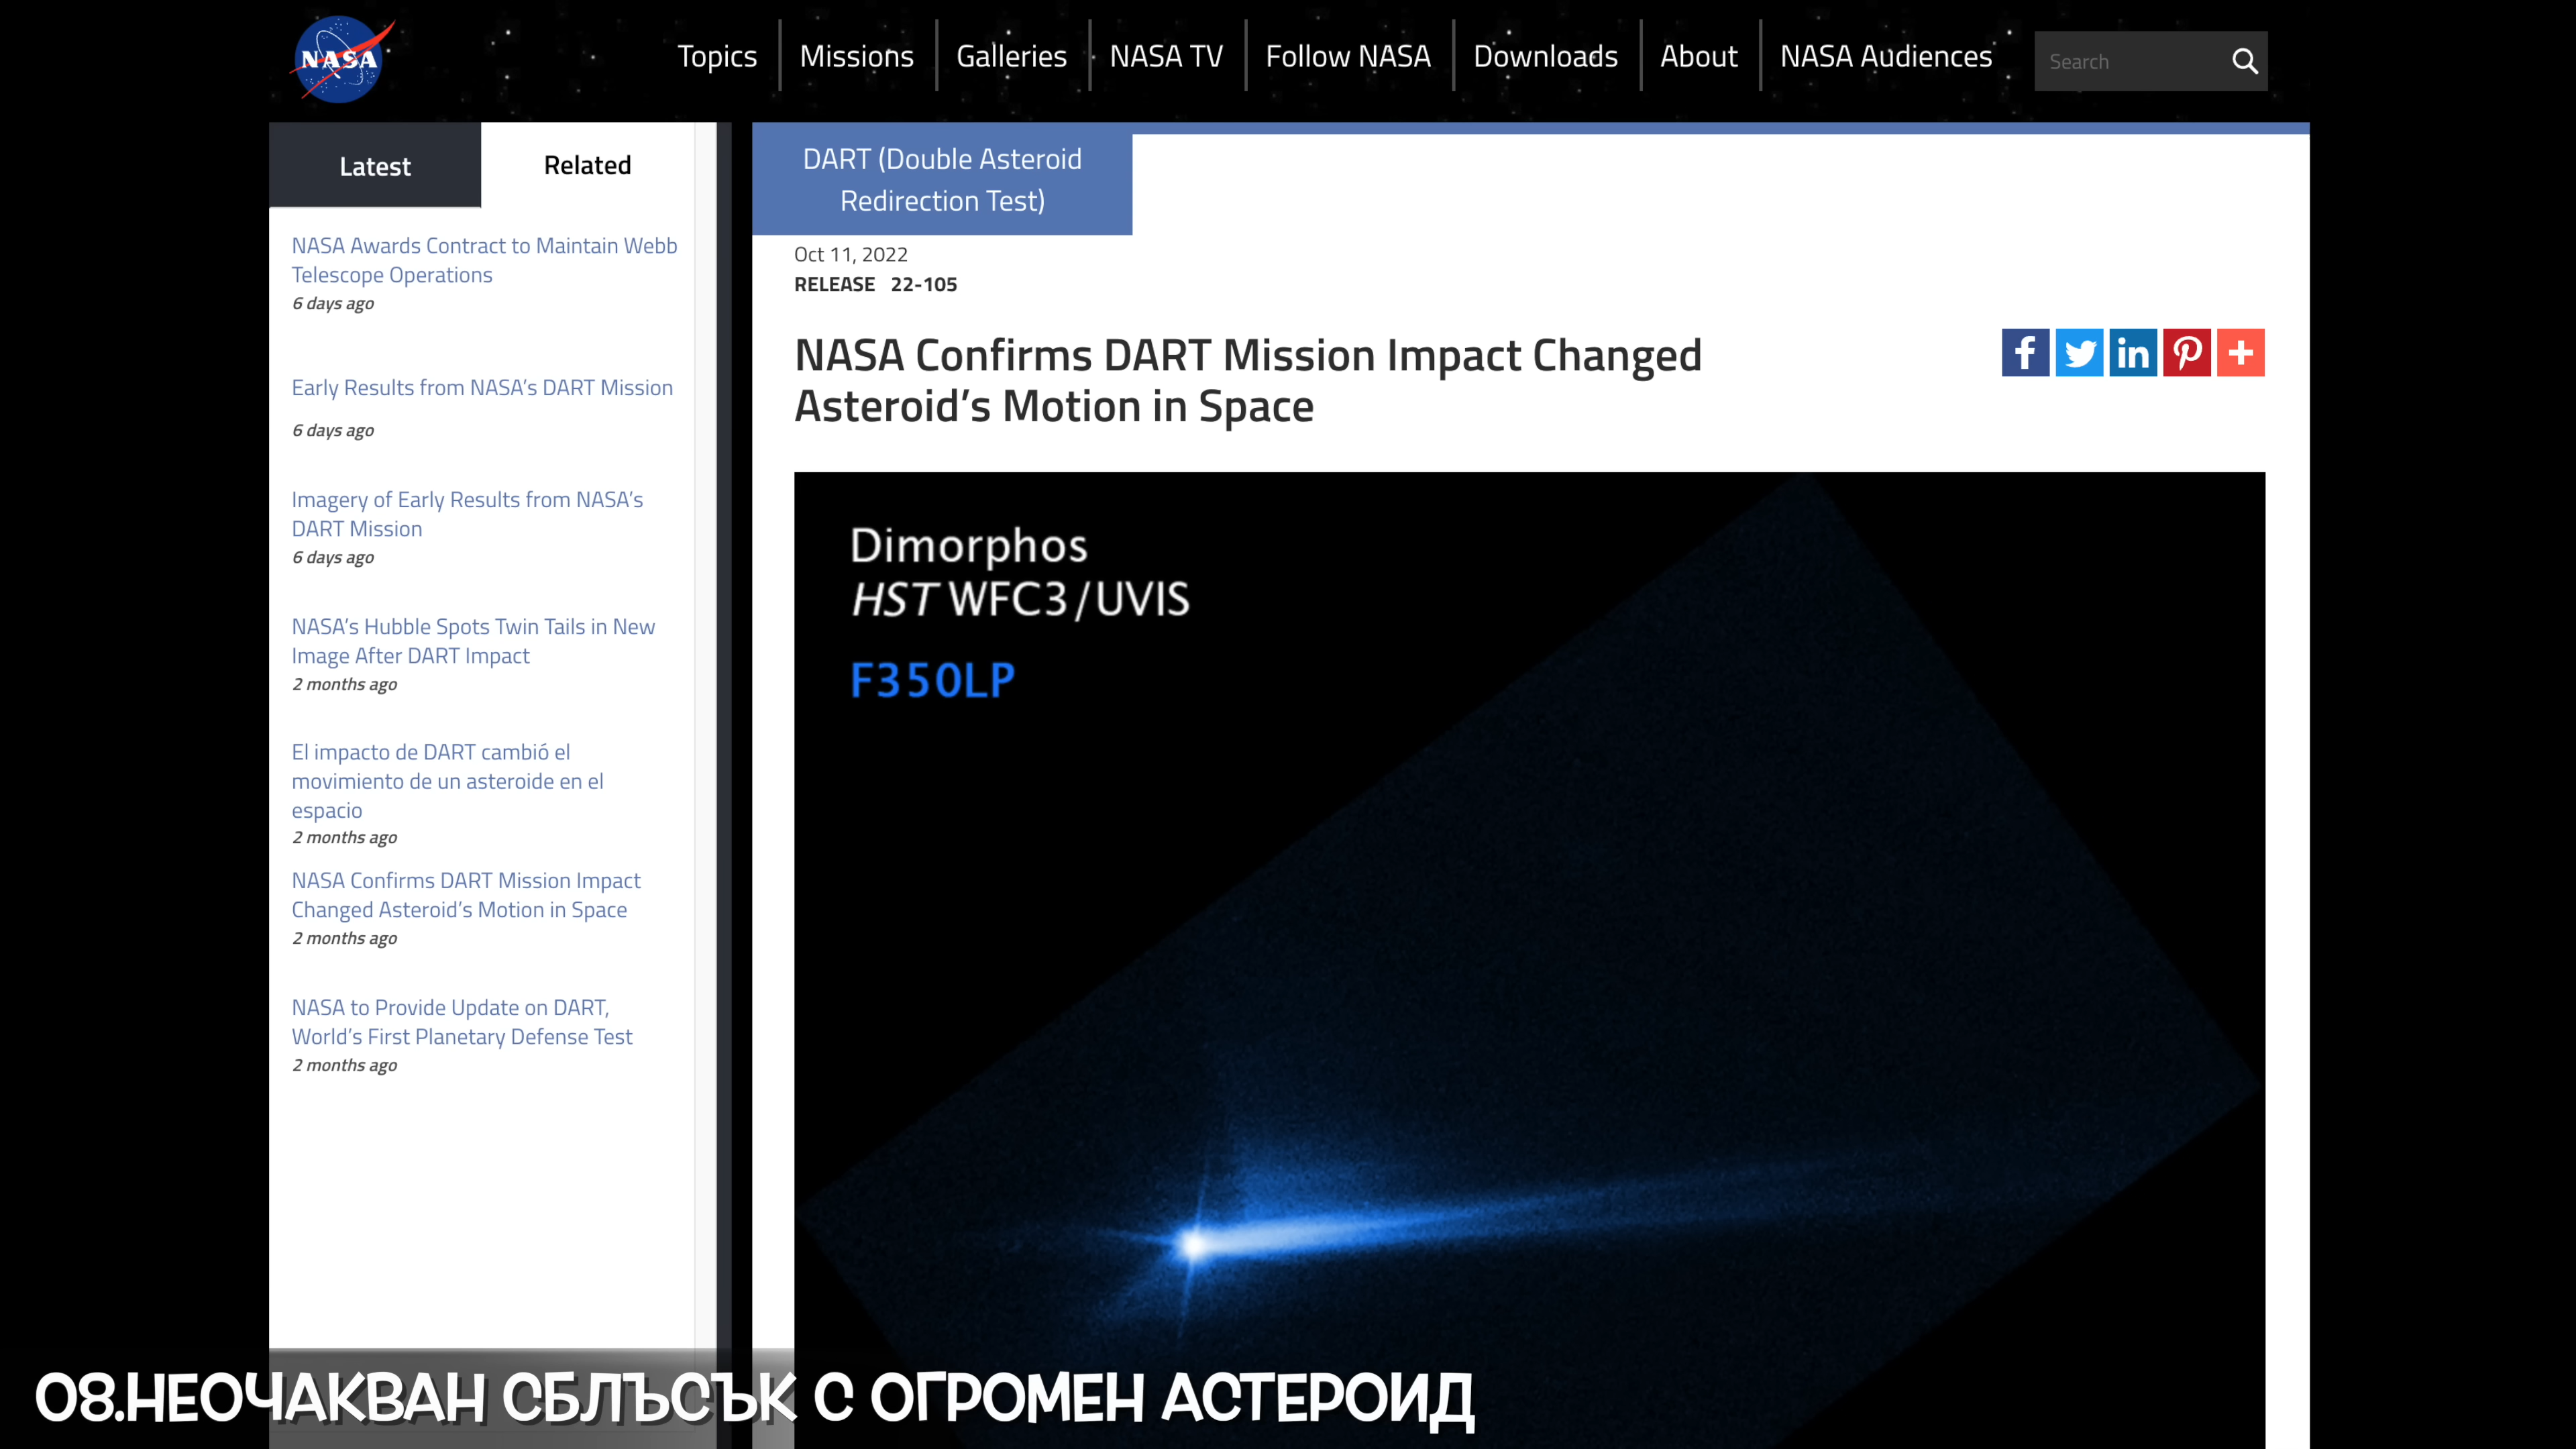 NASA
Topics
Missions
Galleries
NASA TV
Follow NASA
Downloads
About
NASA Audiences
Search
Latest
Related
NASA Awards Contract to Maintain Webb
Telescope Operations
6 days ago
Early Results from NASA's DART Mission
6 days ago
Imagery of Early Results from NASA's
DART Mission
6 days ago
NASA's Hubble Spots Twin Tails in New
Image After DART Impact
2 months ago
El impacto de DART cambió el
movimiento de un asteroide en el
espacio
2 months ago
NASA Confirms DART Mission Impact
Changed Asteroid's Motion in Space
2 months ago
NASA to Provide Update on DART,
World's First Planetary Defense Test
2 months ago
DART (Double Asteroid
Redirection Test)
Oct 11, 2022
RELEASE 22-105
NASA Confirms DART Mission Impact Changed
Asteroid's Motion in Space
Dimorphos
HST WFC3/UVIS
F350LP
08.НЕОЧАКВАН СБЛЪСЪК С ОГРОМЕН АСТЕРОИД